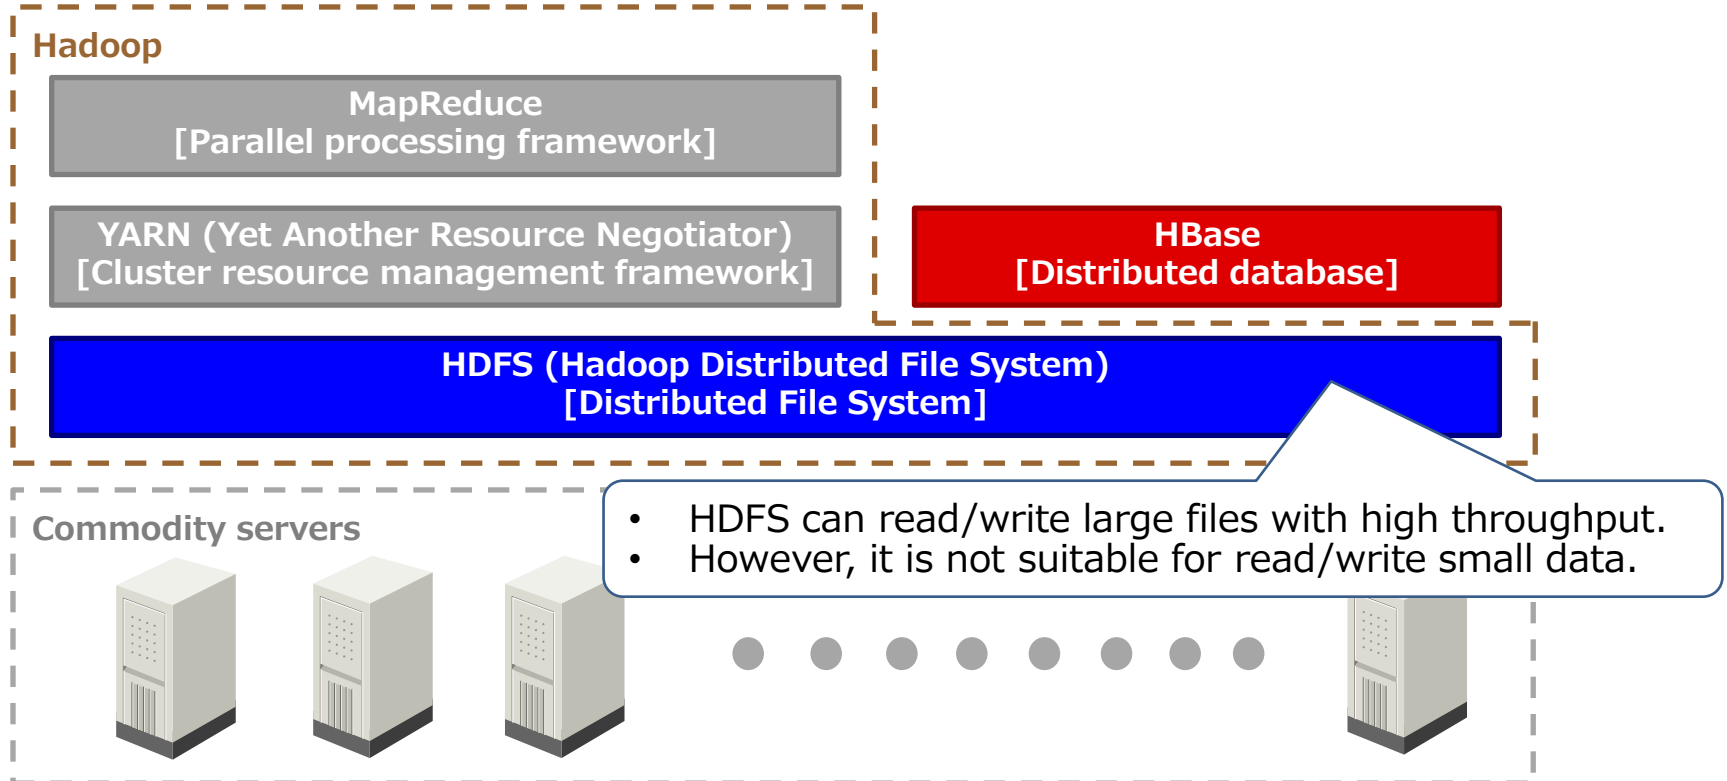 Hadoop
MapReduce
[Parallel processing framework]
YARN (Yet Another Resource Negotiator)
[Cluster resource management framework]
HBase
[Distributed database]
HDFS (Hadoop Distributed File System)
[Distributed File System]
• HDFS can read/write large files with high throughput.
• However, it is not suitable for read/write small data.
Commodity servers